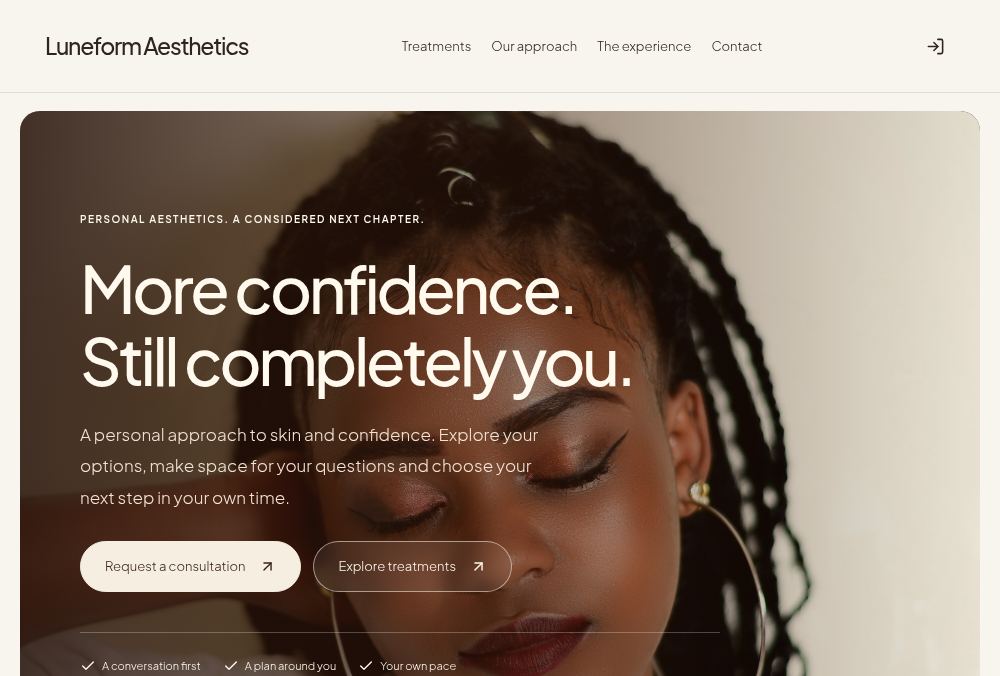 Luneform Aesthetics
Treatments
Our approach
The experience
Contact
PERSONAL AESTHETICS. A CONSIDERED NEXT CHAPTER.
More confidence.
Still completely you.
A personal approach to skin and confidence. Explore your
options, make space for your questions and choose your
next step in your own time.
Request a consultation
Explore treatments
A conversation first
A plan around you
Your own pace